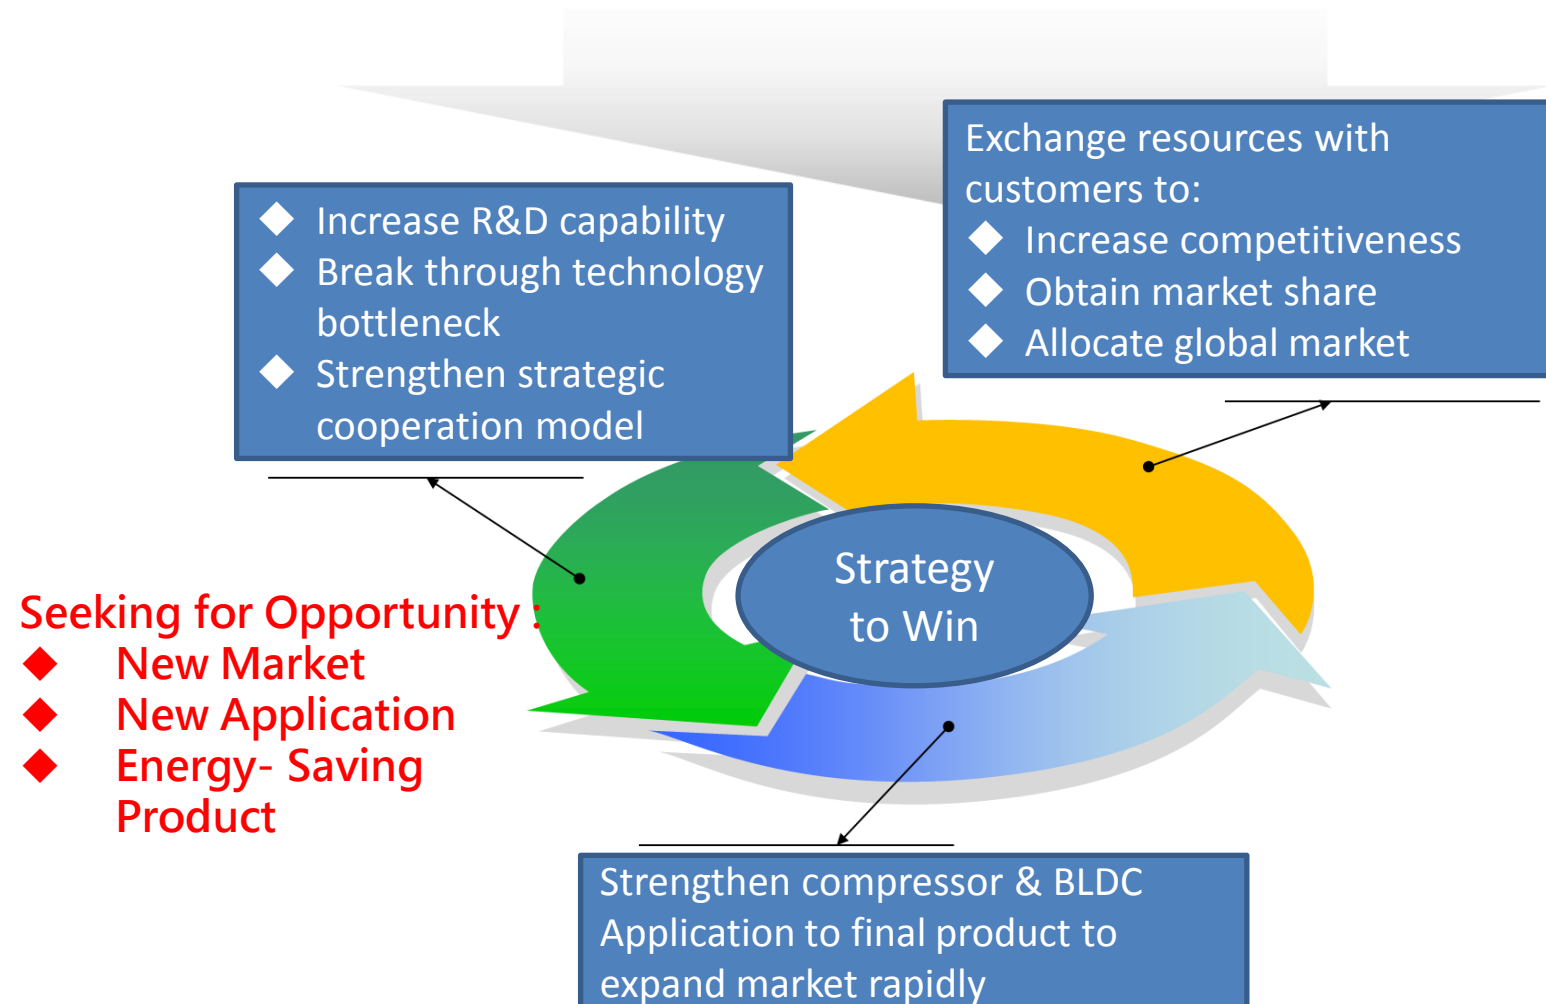 Exchange resources with
customers to:
◆ Increase competitiveness
◆ Obtain market share
◆ Allocate global market
◆ Increase R&D capability
◆ Break through technology
bottleneck
◆ Strengthen strategic
cooperation model
Strategy
to Win
Seeking for Opportunity :
◆ New Market
◆ New Application
◆ Energy- Saving
Product
Strengthen compressor & BLDC
Application to final product to
expand market rapidly